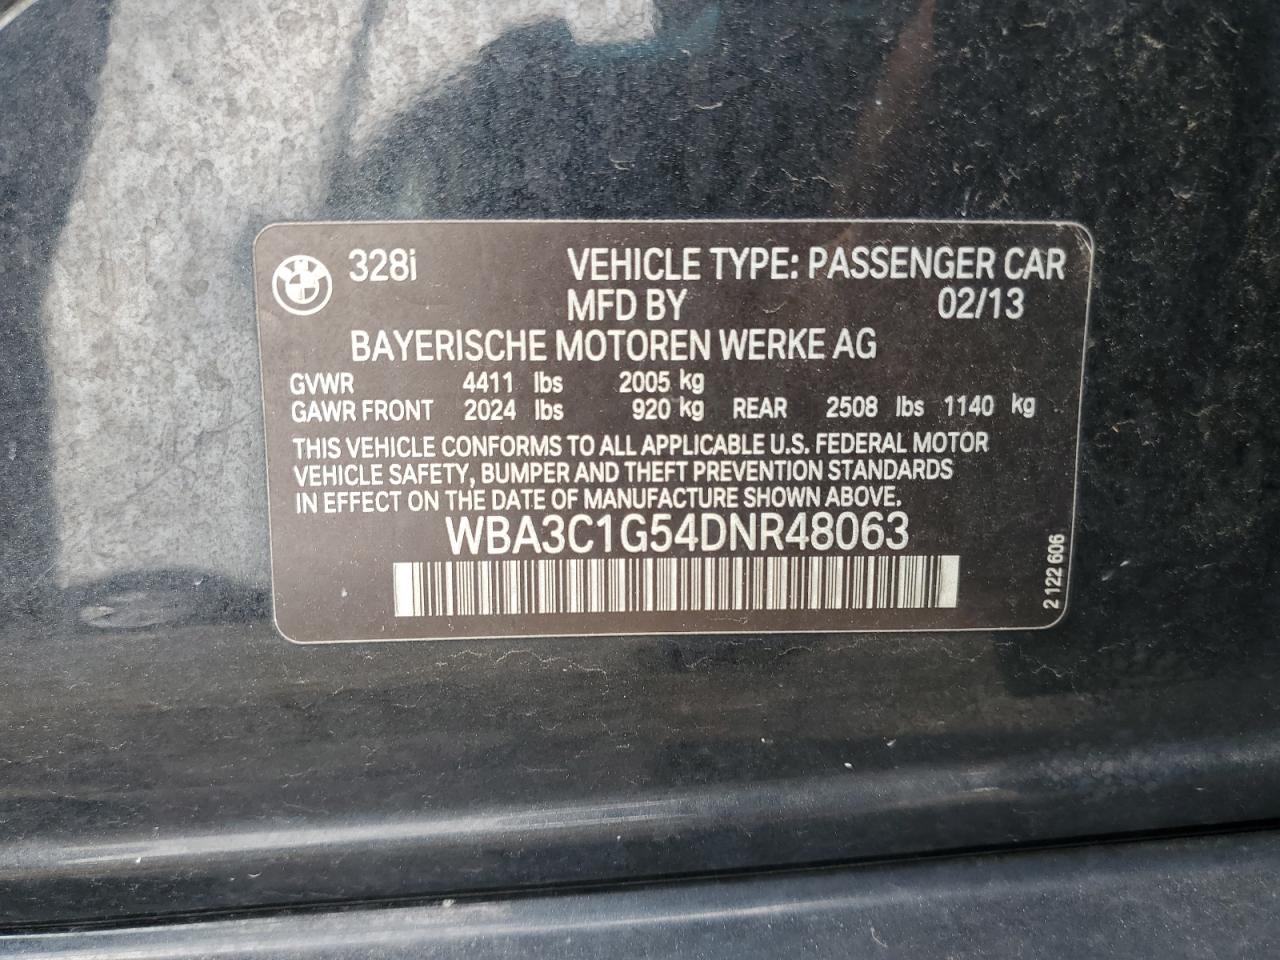 328i VEHICLE TYPE: PASSENGER CAR
MFD BY 02/13
BAYERISCHE MOTOREN WERKE AG
GVWR 4411 lbs 2005 kg
GAWR FRONT 2024 lbs 920 kg REAR 2508 lbs 1140 kg
THIS VEHICLE CONFORMS TO ALL APPLICABLE U.S. FEDERAL MOTOR
VEHICLE SAFETY, BUMPER AND THEFT PREVENTION STANDARDS
IN EFFECT ON THE DATE OF MANUFACTURE SHOWN ABOVE.
WBA3C1G54DNR48063
2 122 606